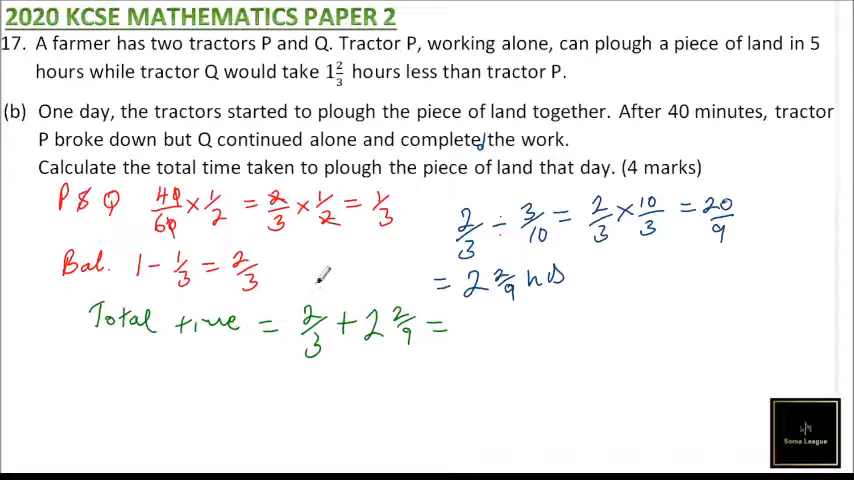 2020 KCSE MATHEMATICS PAPER 2
17. A farmer has two tractors P and Q. Tractor P, working alone, can plough a piece of land in 5
hours while tractor Q would take 1 2/3 hours less than tractor P.
(b) One day, the tractors started to plough the piece of land together. After 40 minutes, tractor
P broke down but Q continued alone and completed the work.
Calculate the total time taken to plough the piece of land that day. (4 marks)
P & Q 40/60 × 1/2 = 2/3 × 1/2 = 1/3
Bal. 1 - 1/3 = 2/3
2/3 ÷ 3/10 = 2/3 × 10/3 = 20/9
= 2 2/9 hrs
Total time = 2/3 + 2 2/9 =
Soma League